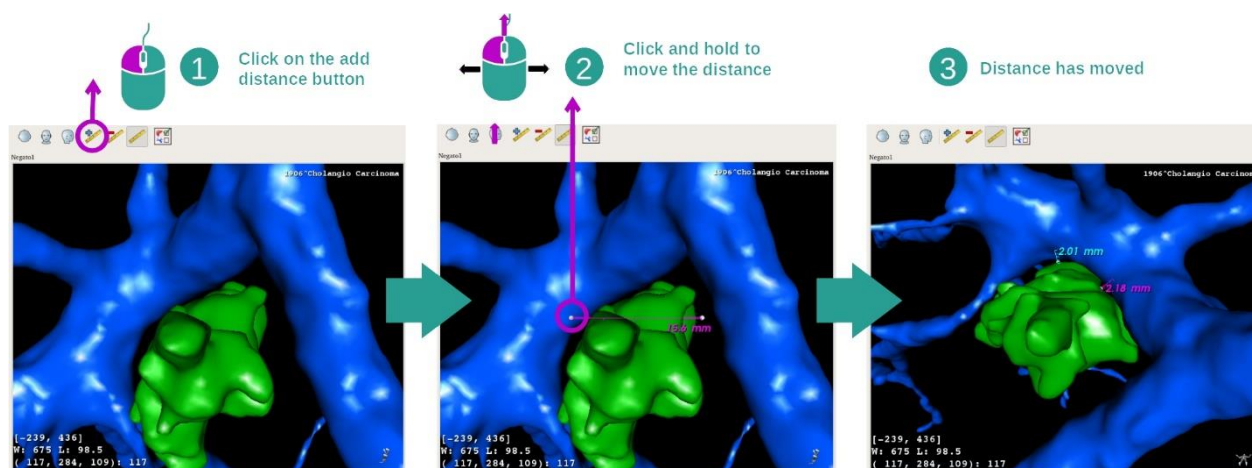 1
Click on the add
distance button
2
Click and hold to
move the distance
3
Distance has moved
Negato1
1906^Cholangio Carcinoma
[-239, 436]
W: 675 L: 98.5
( 117, 284, 109): 117
Negato1
1906^Cholangio Carcinoma
15.6 mm
[-239, 436]
W: 675 L: 98.5
( 117, 284, 109): 117
Negato1
1906^Cholangio Carcinoma
2.01 mm
2.18 mm
[-239, 436]
W: 675 L: 98.5
( 117, 284, 109): 117